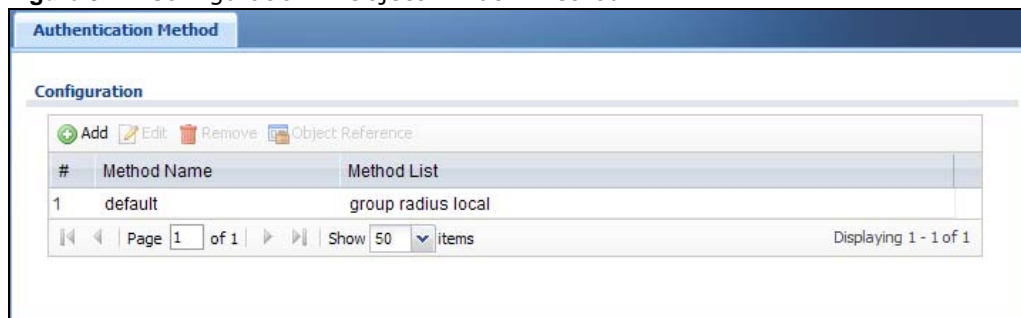 Authentication Method
Configuration
Add Edit Remove Object Reference
# Method Name Method List
1 default group radius local
Page 1 of 1 Show 50 items Displaying 1 - 1 of 1